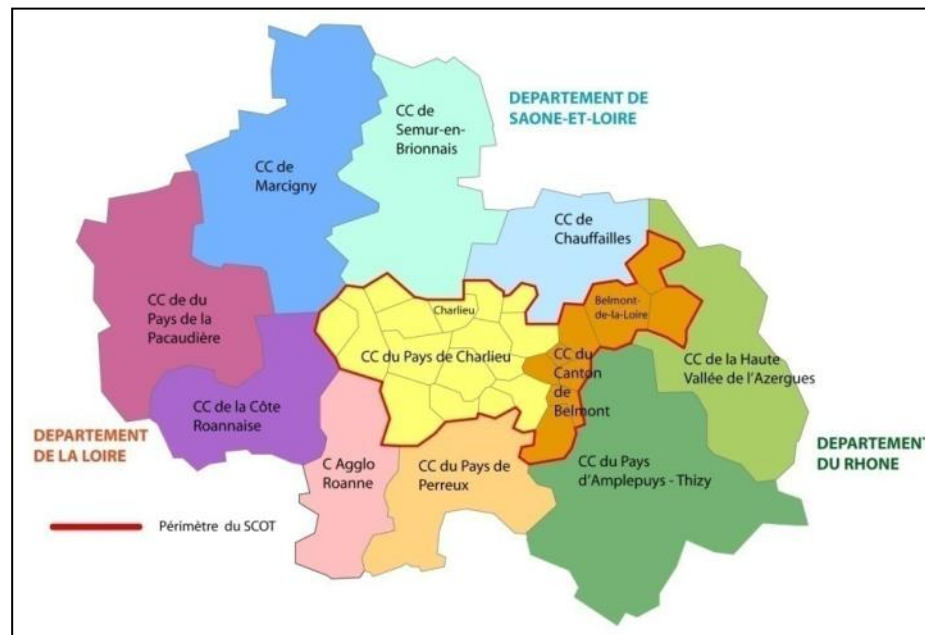 CC de
Semur-en-
Brionnais
DEPARTEMENT DE
SAONE-ET-LOIRE
CC de
Marcigny
CC de
Chauffailles
CC de du
Pays de la
Pacaudière
Charlieu
Belmont-
de-la-Loire
CC du Pays de Charlieu
CC du
Canton
de
Belmont
CC de la Haute
Vallée de l'Azergues
CC de la Côte
Roannaise
DEPARTEMENT
DE LA LOIRE
C Agglo
Roanne
CC du Pays de
Perreux
CC du Pays
d'Amplepuys - Thizy
DEPARTEMENT
DU RHONE
Périmètre du SCOT